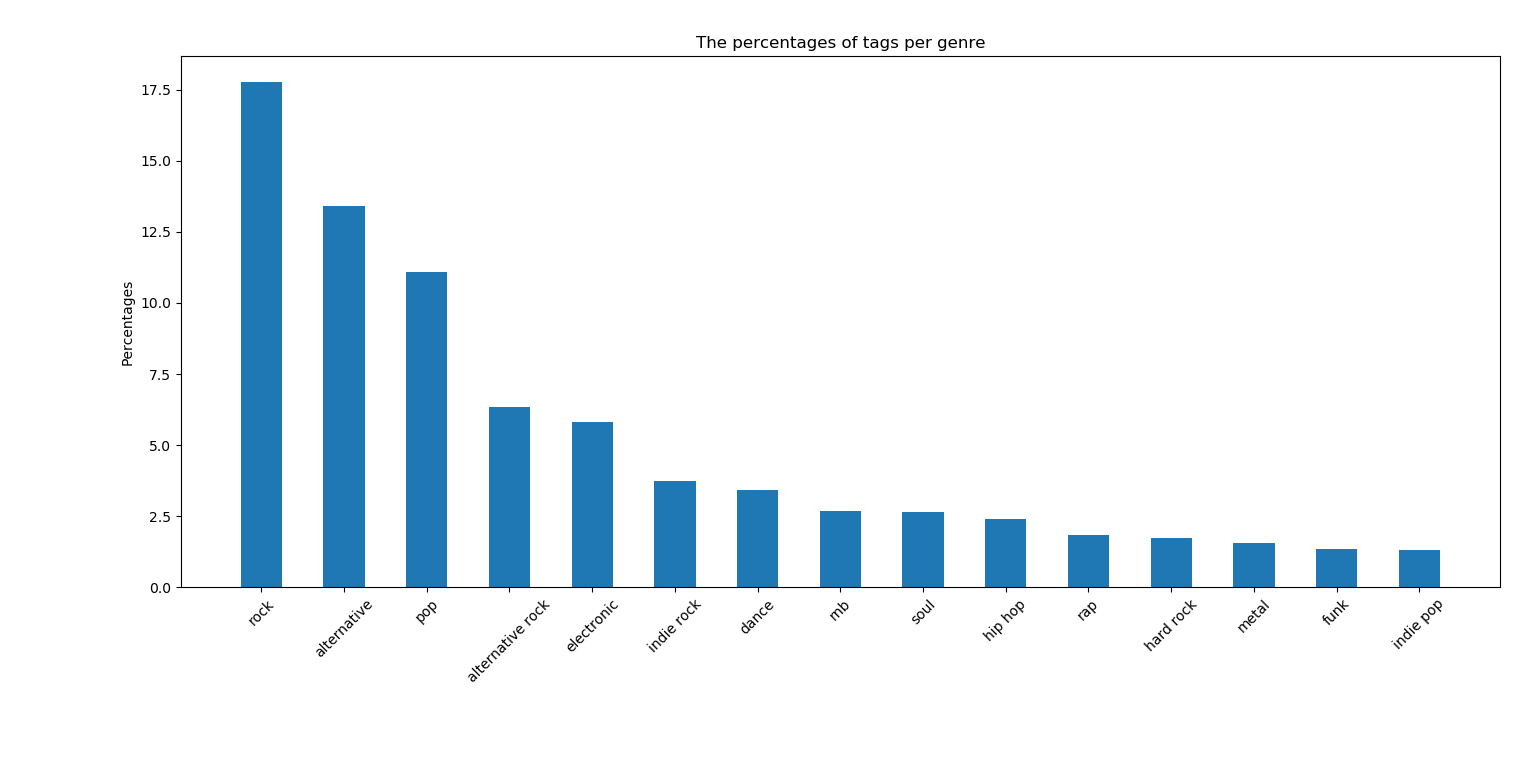 The percentages of tags per genre
Percentages
17.5
15.0
12.5
10.0
7.5
5.0
2.5
0.0
rock
alternative
pop
alternative rock
electronic
indie rock
dance
rnb
soul
hip hop
rap
hard rock
metal
funk
indie pop